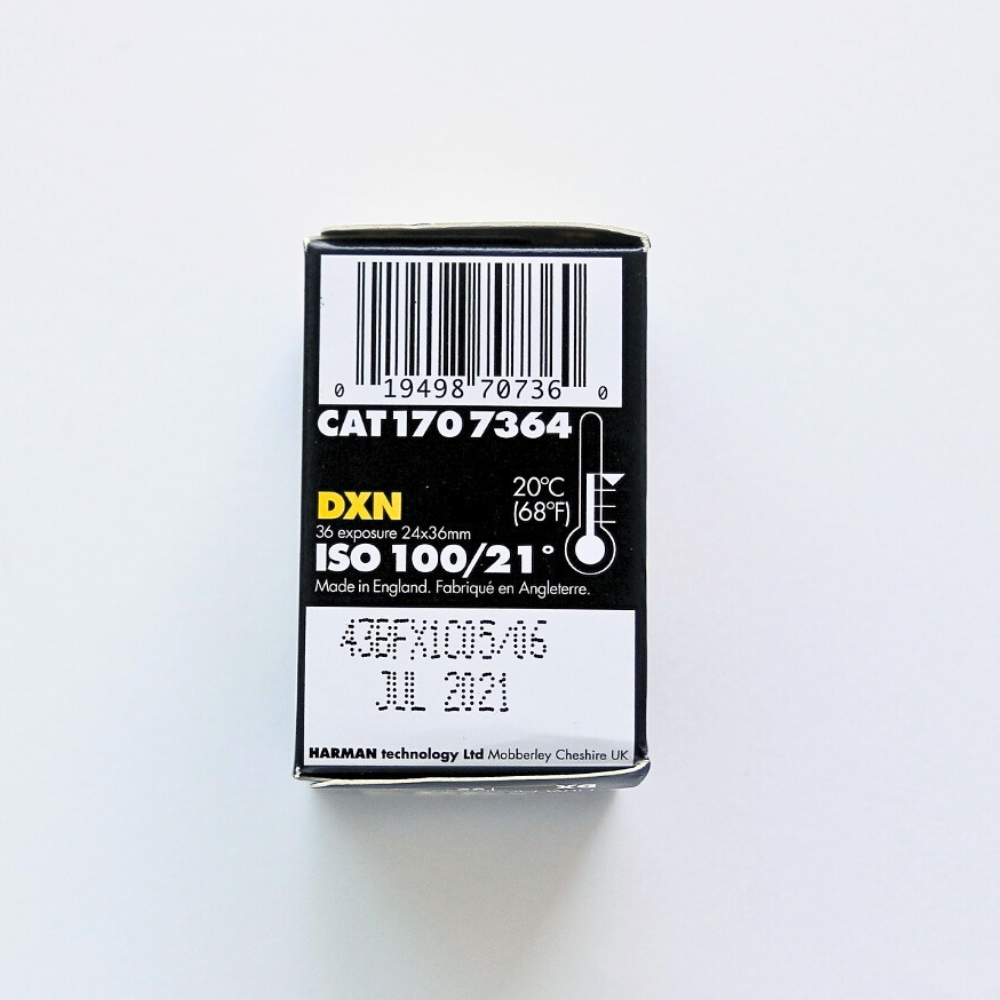 0 19498 70736 0
CAT 170 7364
20°C
(68°F)
DXN
36 exposure 24x36mm
ISO 100/21°
Made in England. Fabriqué en Angleterre.
43BFX1C05/06
JUL 2021
HARMAN technology Ltd Mobberley Cheshire UK